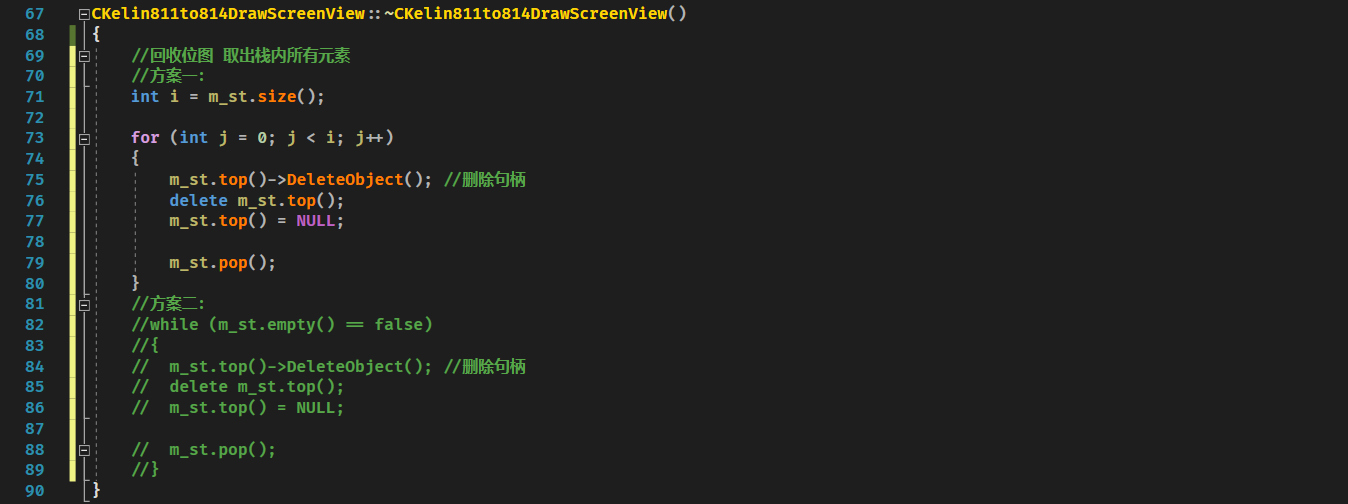 67 CKelin811to814DrawScreenView::~CKelin811to814DrawScreenView()
68 {
69 //回收位图 取出栈内所有元素
70 //方案一:
71 int i = m_st.size();
72
73 for (int j = 0; j < i; j++)
74 {
75 m_st.top()->DeleteObject(); //删除句柄
76 delete m_st.top();
77 m_st.top() = NULL;
78
79 m_st.pop();
80 }
81 //方案二:
82 //while (m_st.empty() == false)
83 //{
84 // m_st.top()->DeleteObject(); //删除句柄
85 // delete m_st.top();
86 // m_st.top() = NULL;
87
88 // m_st.pop();
89 //}
90 }